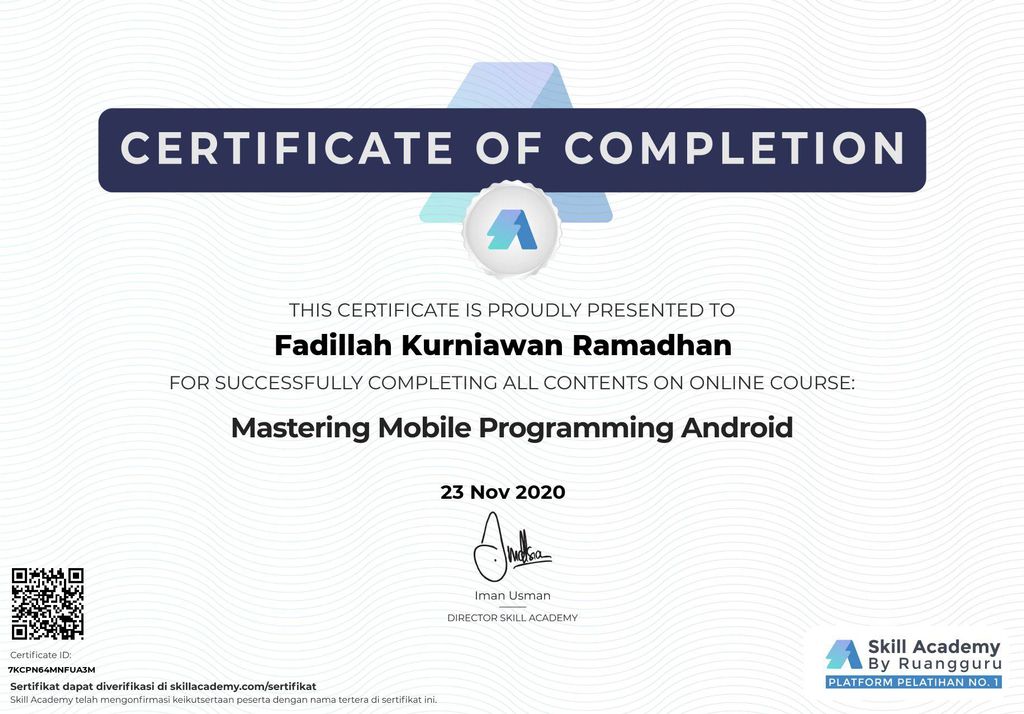 CERTIFICATE OF COMPLETION
THIS CERTIFICATE IS PROUDLY PRESENTED TO
Fadillah Kurniawan Ramadhan
FOR SUCCESSFULLY COMPLETING ALL CONTENTS ON ONLINE COURSE:
Mastering Mobile Programming Android
23 Nov 2020
Iman Usman
DIRECTOR SKILL ACADEMY
Certificate ID:
7KCPN64MNFUA3M
Sertifikat dapat diverifikasi di skillacademy.com/sertifikat
Skill Academy telah mengonfirmasi keikutsertaan peserta dengan nama tertera di sertifikat ini.
Skill Academy
By Ruangguru
PLATFORM PELATIHAN NO. 1